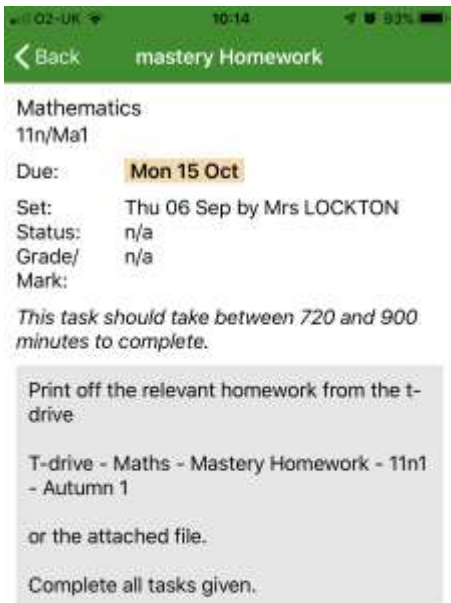 O2-UK 10:14 93%
Back mastery Homework
Mathematics
11n/Ma1
Due: Mon 15 Oct
Set: Thu 06 Sep by Mrs LOCKTON
Status: n/a
Grade/ n/a
Mark:
This task should take between 720 and 900
minutes to complete.
Print off the relevant homework from the t-
drive
T-drive - Maths - Mastery Homework - 11n1
- Autumn 1
or the attached file.
Complete all tasks given.